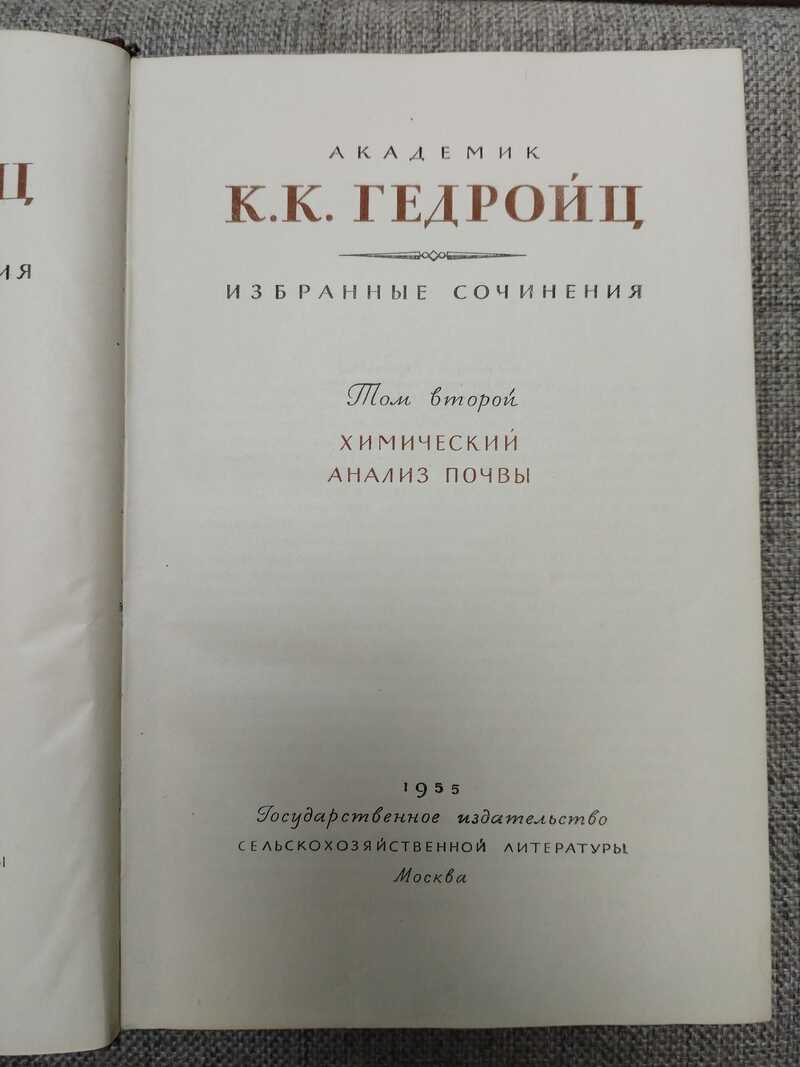 АКАДЕМИК
К.К. ГЕДРОЙЦ
ИЗБРАННЫЕ СОЧИНЕНИЯ
Том второй
ХИМИЧЕСКИЙ
АНАЛИЗ ПОЧВЫ
1955
Государственное издательство
СЕЛЬСКОХОЗЯЙСТВЕННОЙ ЛИТЕРАТУРЫ
Москва